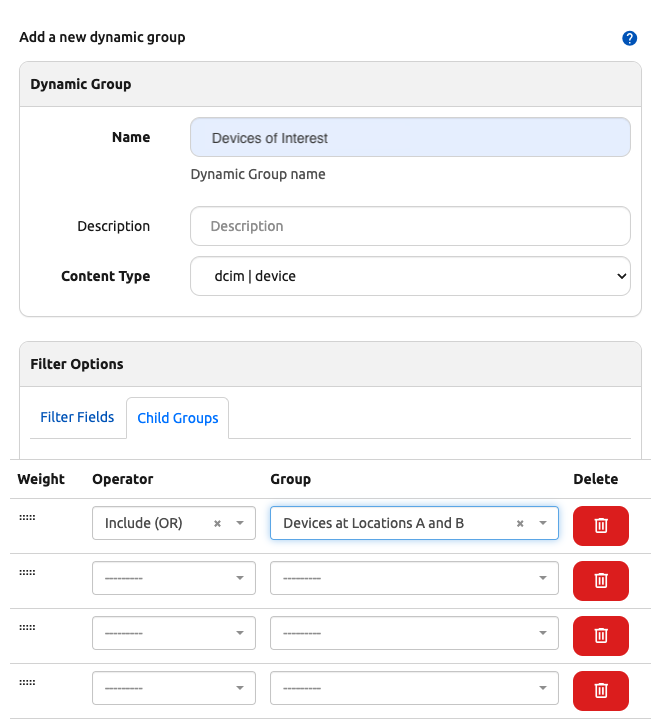 Add a new dynamic group ?
Dynamic Group
Name Devices of Interest
Dynamic Group name
Description Description
Content Type dcim | device
Filter Options
Filter Fields Child Groups
Weight Operator Group Delete
Include (OR) × Devices at Locations A and B ×
--------- ---------
--------- ---------
--------- ---------